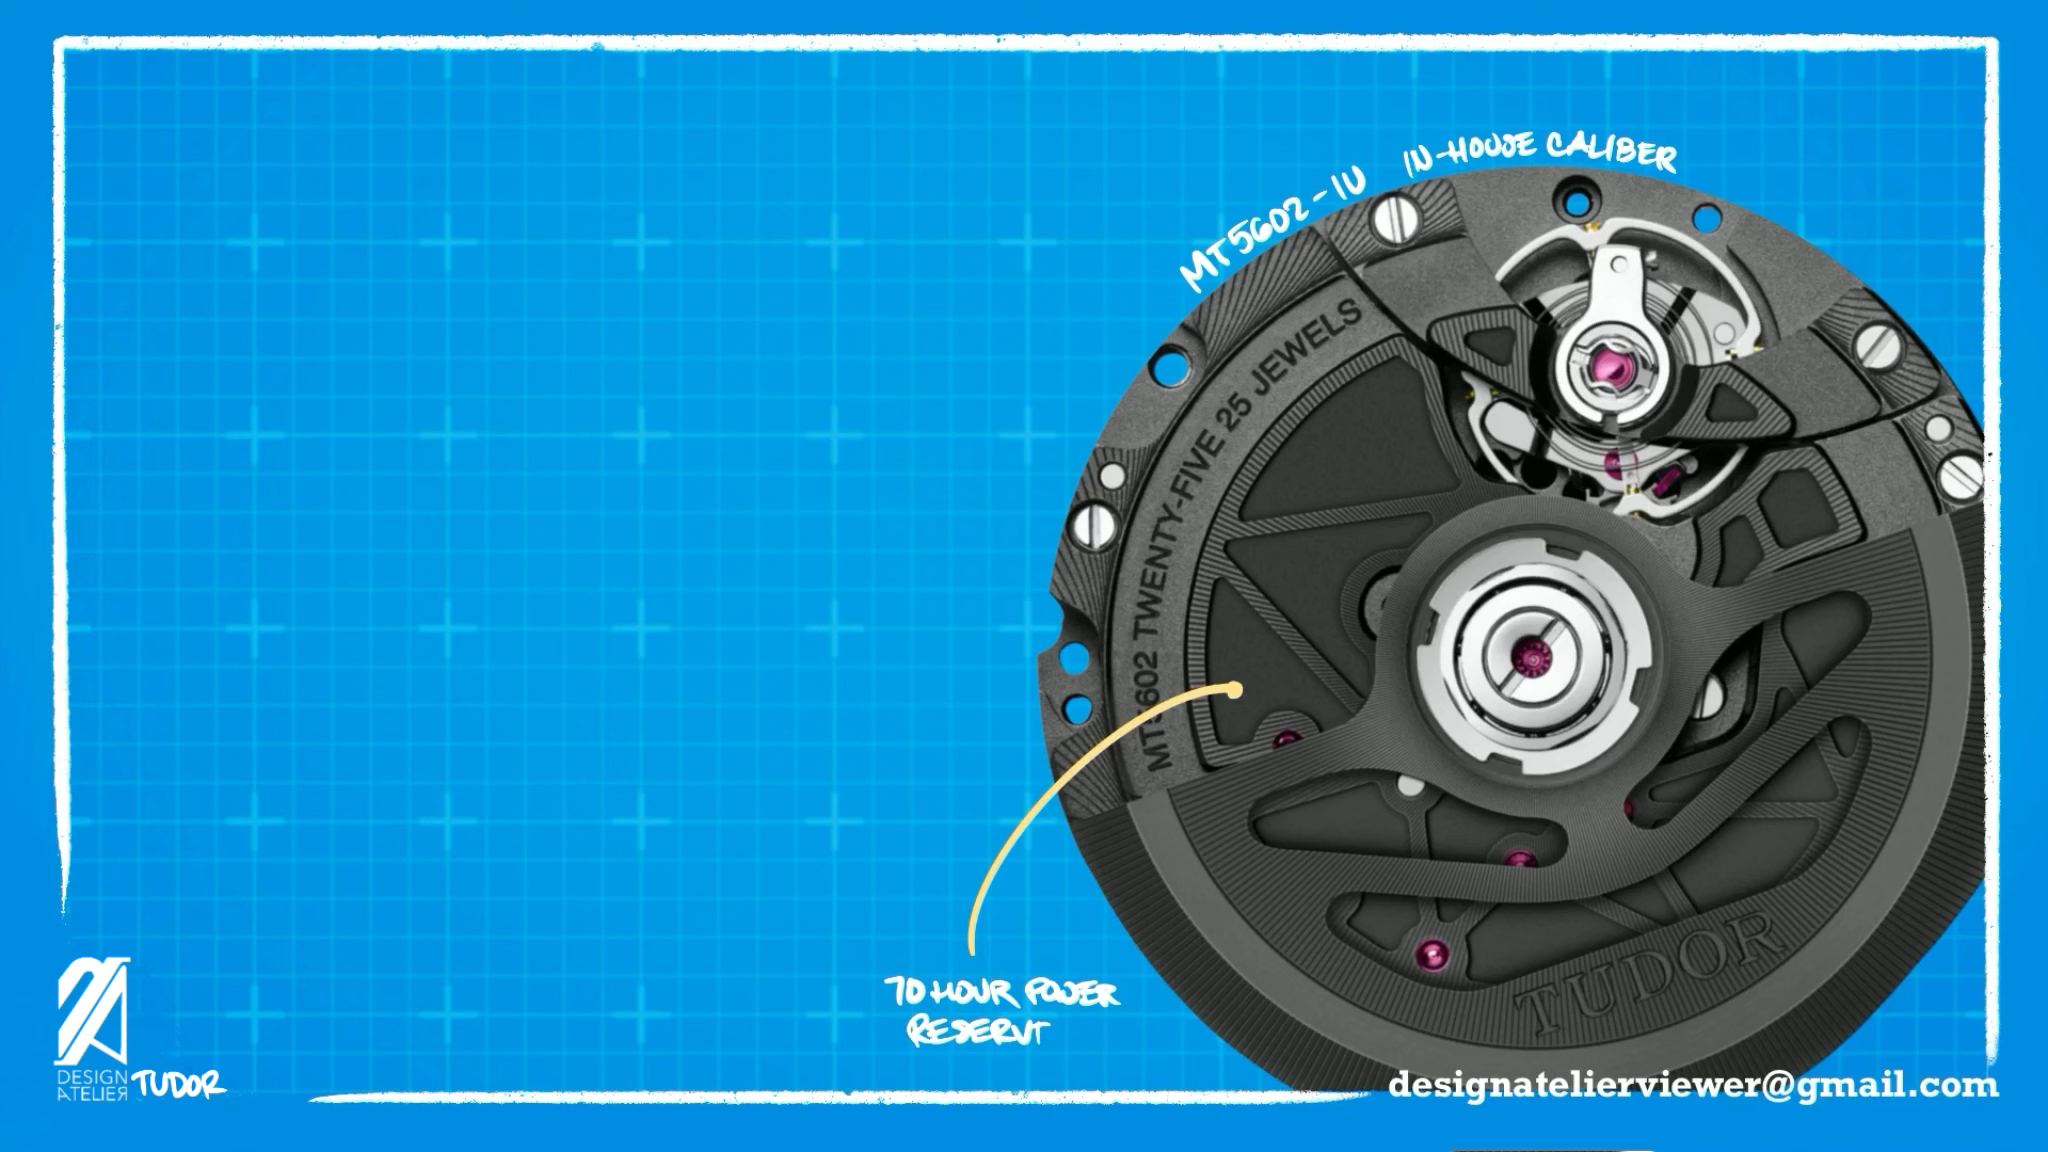 MT5602-1U IN-HOUSE CALIBER
MT5602 TWENTY-FIVE 25 JEWELS
TUDOR
70 HOUR POWER
RESERVE
DESIGN
ATELIER
TUDOR
designatelierviewer@gmail.com